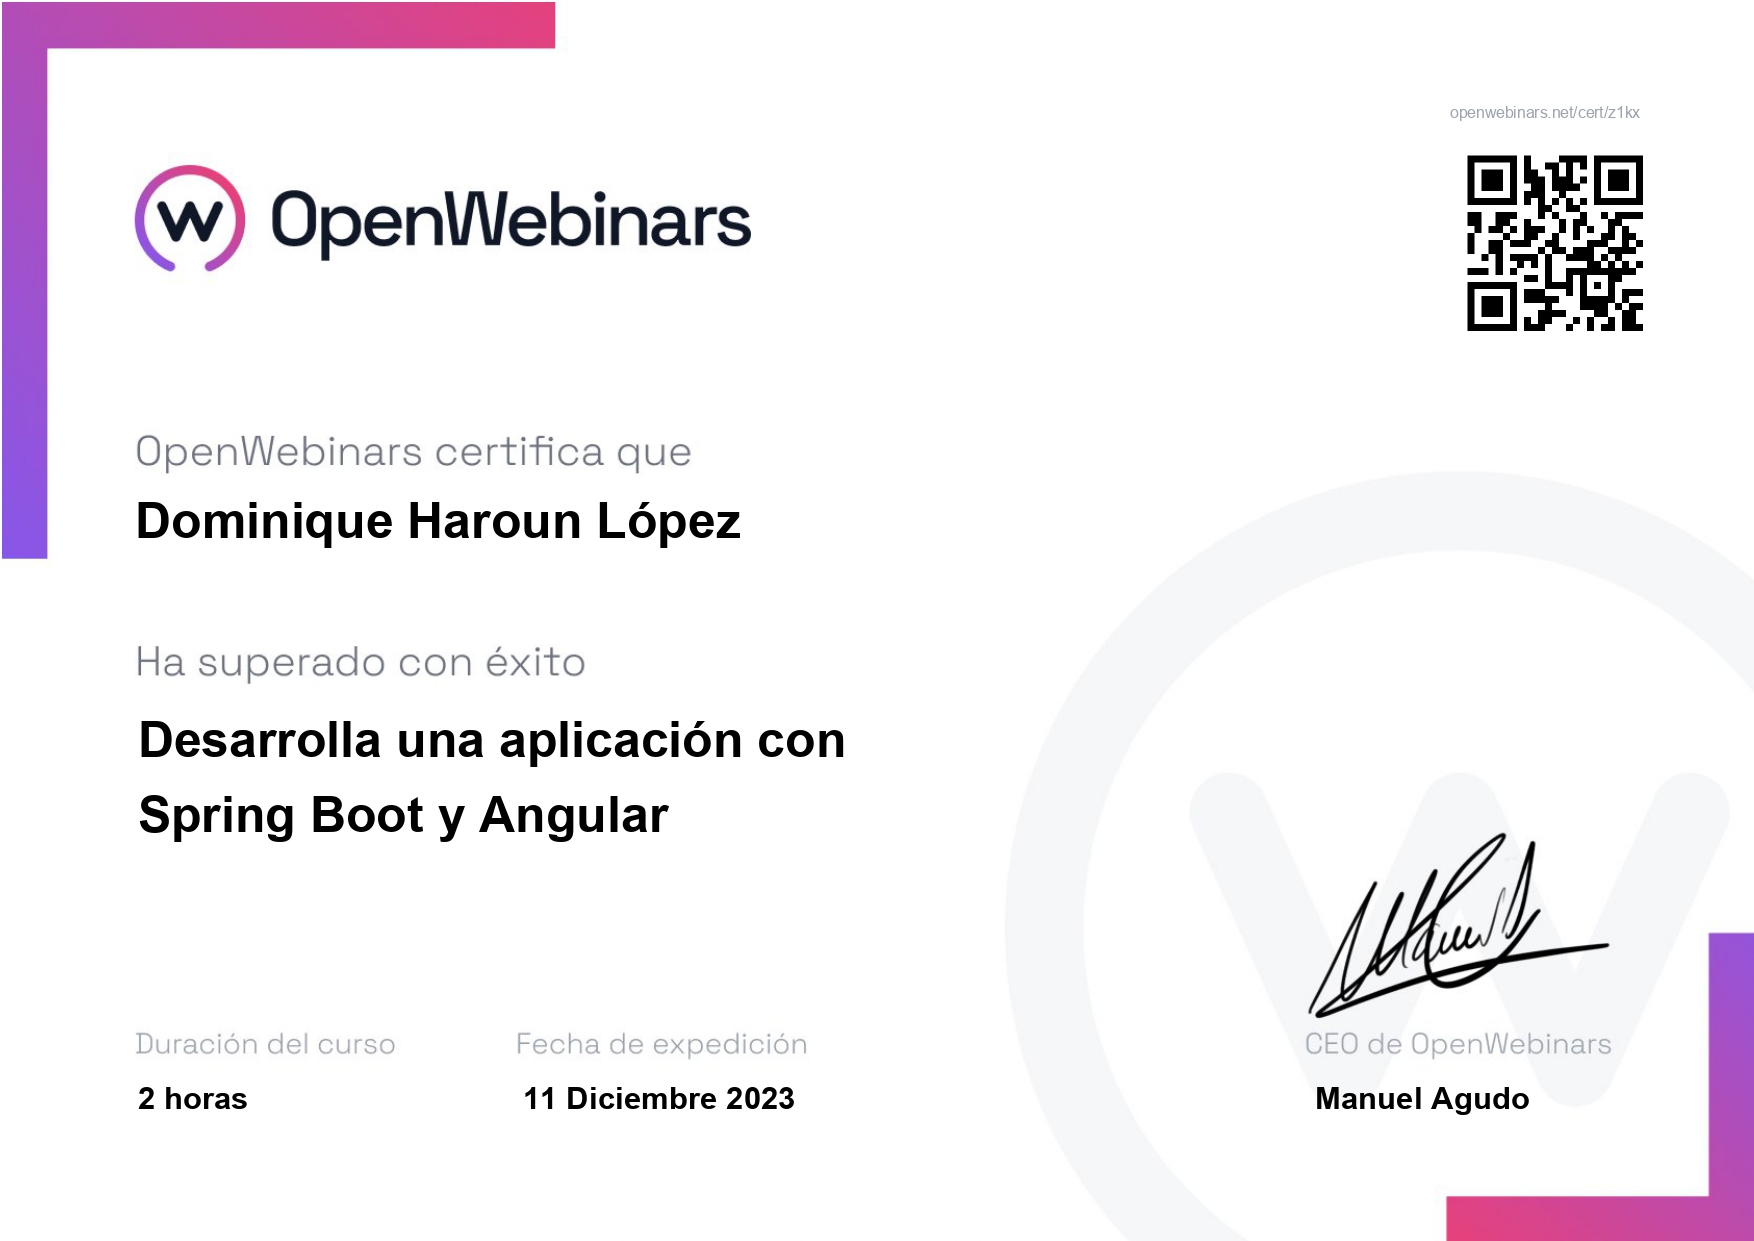 openwebinars.net/cert/z1kx
OpenWebinars
OpenWebinars certifica que
Dominique Haroun López
Ha superado con éxito
Desarrolla una aplicación con
Spring Boot y Angular
Duración del curso
2 horas
Fecha de expedición
11 Diciembre 2023
CEO de OpenWebinars
Manuel Agudo